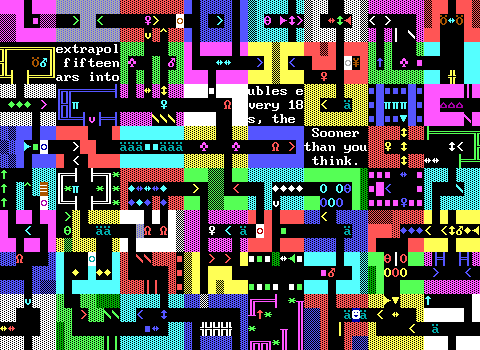 extrapol
fifteen
ars into
ubles e
very 18
s, the
Sooner
than you
think.